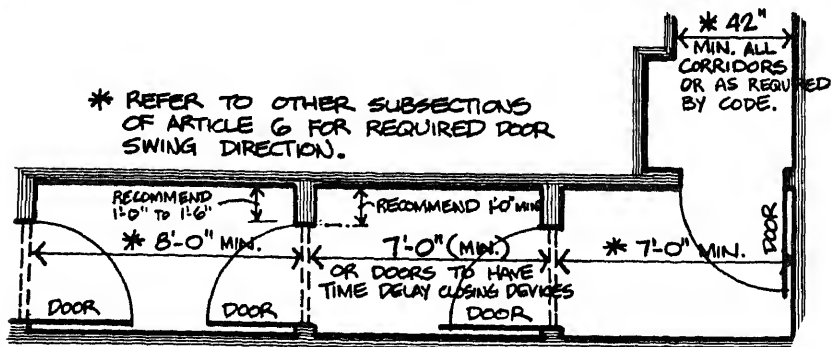 * 42"
MIN. ALL
CORRIDORS
OR AS REQUIRED
BY CODE.
* REFER TO OTHER SUBSECTIONS
OF ARTICLE 6 FOR REQUIRED DOOR
SWING DIRECTION.
RECOMMEND
1'-0" TO 1'-6"
RECOMMEND 1'-0" MIN
* 8'-0" MIN.
7'-0" (MIN.)
OR DOORS TO HAVE
TIME DELAY CLOSING DEVICES
* 7'-0" MIN.
DOOR
DOOR
DOOR
DOOR